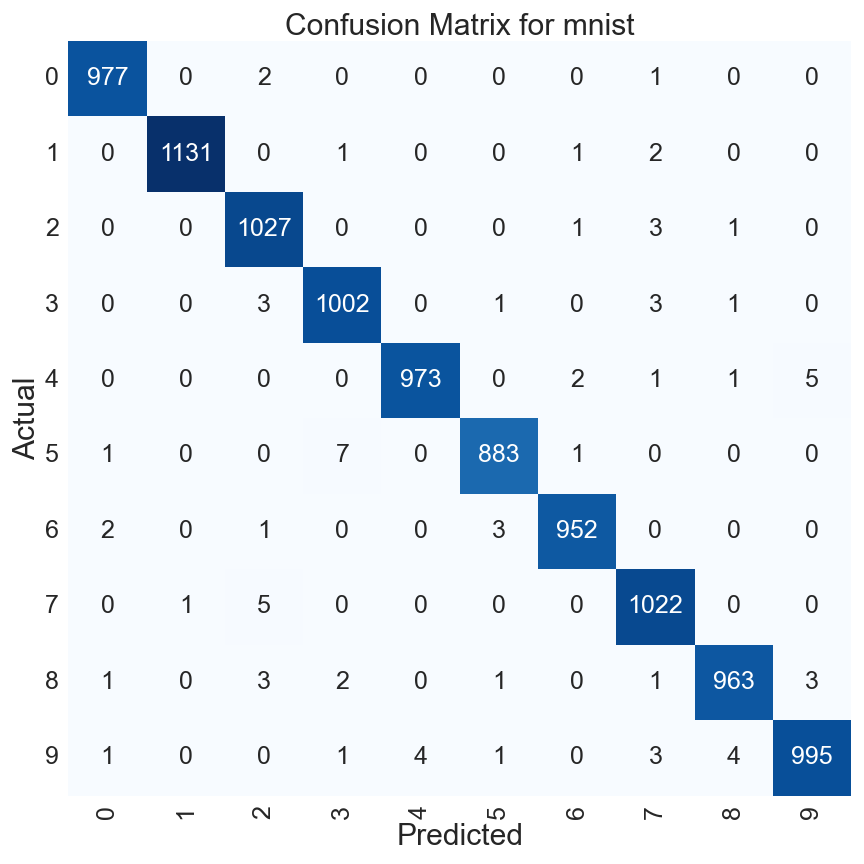 Confusion Matrix for mnist
0 977 0 2 0 0 0 0 1 0 0
1 0 1131 0 1 0 0 1 2 0 0
2 0 0 1027 0 0 0 1 3 1 0
3 0 0 3 1002 0 1 0 3 1 0
4 0 0 0 0 973 0 2 1 1 5
Actual
5 1 0 0 7 0 883 1 0 0 0
6 2 0 1 0 0 3 952 0 0 0
7 0 1 5 0 0 0 0 1022 0 0
8 1 0 3 2 0 1 0 1 963 3
9 1 0 0 1 4 1 0 3 4 995
0 1 2 3 4 5 6 7 8 9
Predicted